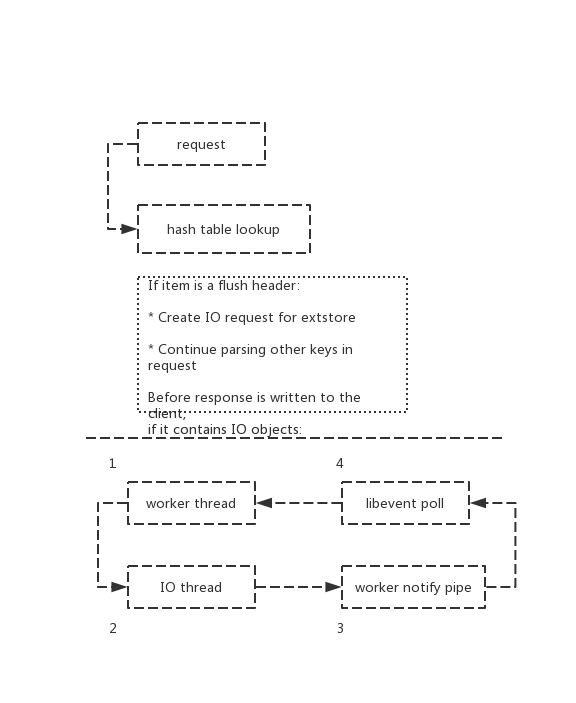 request
hash table lookup
If item is a flush header:
* Create IO request for extstore
* Continue parsing other keys in
request
Before response is written to the
client,
if it contains IO objects:
1
4
worker thread
libevent poll
IO thread
worker notify pipe
2
3